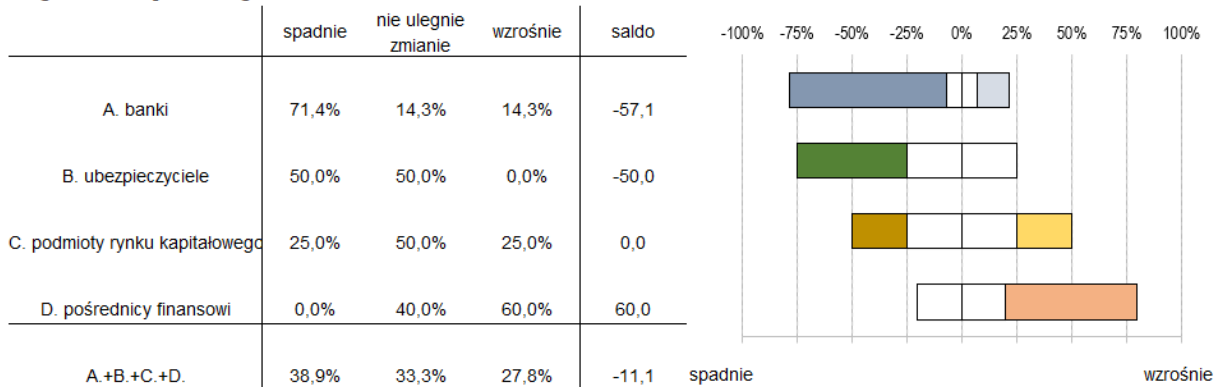 spadnie nie ulegnie zmianie wzrośnie saldo
-100% -75% -50% -25% 0% 25% 50% 75% 100%
A. banki 71,4% 14,3% 14,3% -57,1
B. ubezpieczyciele 50,0% 50,0% 0,0% -50,0
C. podmioty rynku kapitałowego 25,0% 50,0% 25,0% 0,0
D. pośrednicy finansowi 0,0% 40,0% 60,0% 60,0
A.+B.+C.+D. 38,9% 33,3% 27,8% -11,1
spadnie wzrośnie